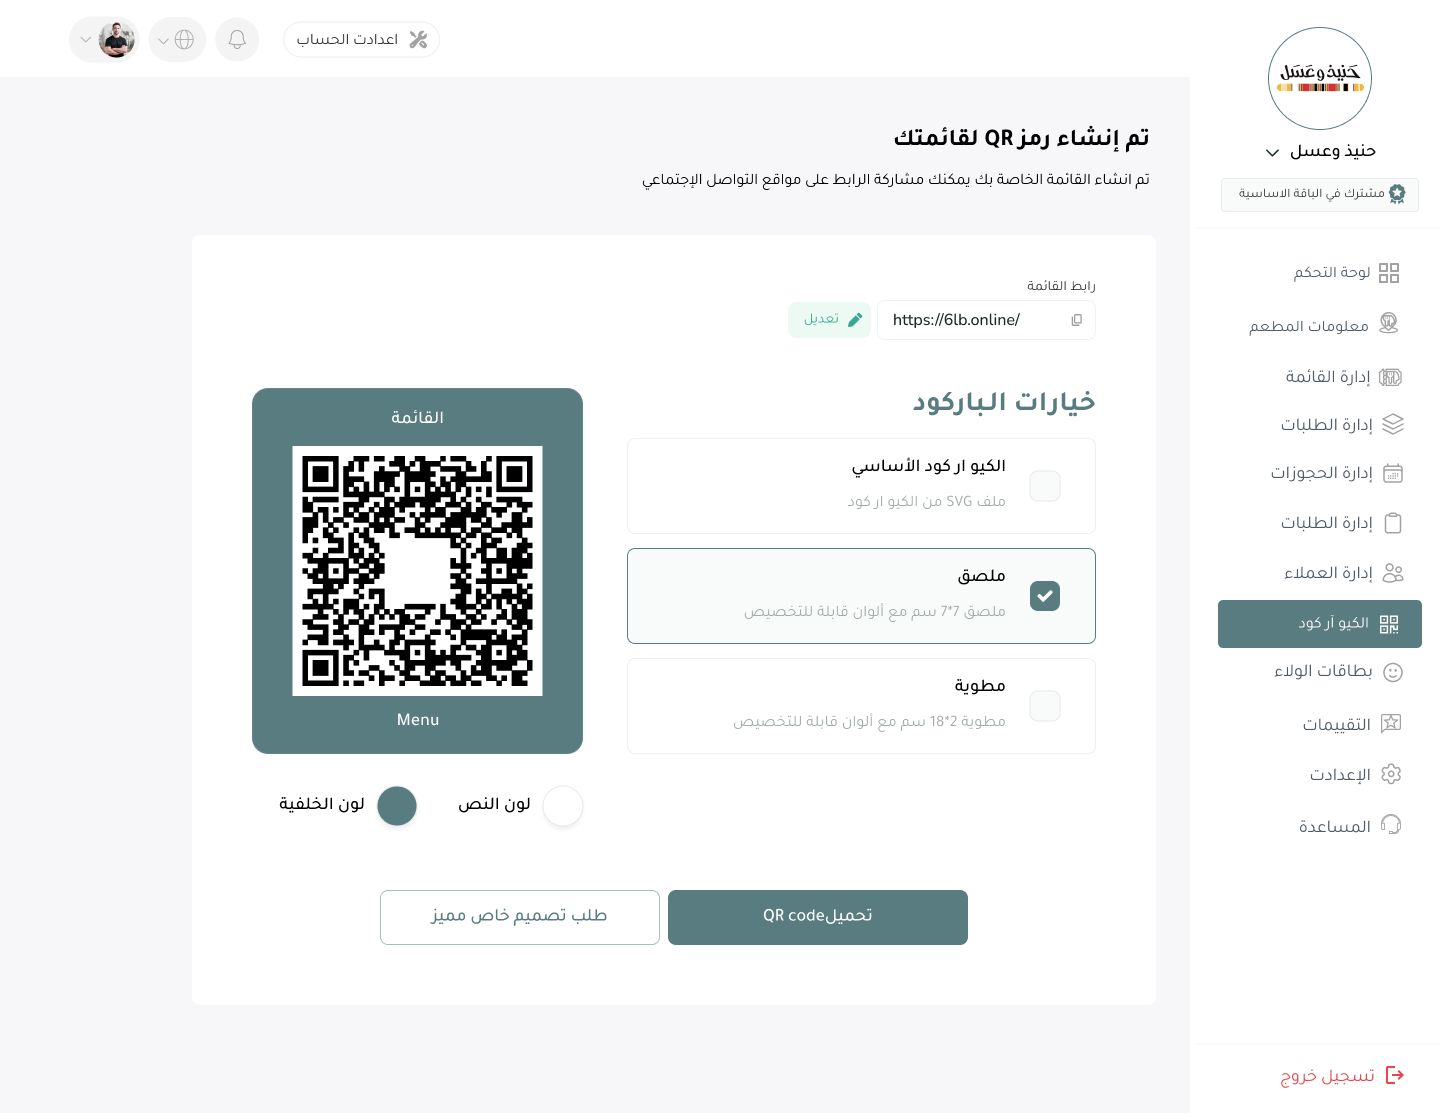 اعدادت الحساب
حنيذ وعسل
حنيذ وعسل
مشترك في الباقة الاساسية
لوحة التحكم
معلومات المطعم
إدارة القائمة
إدارة الطلبات
إدارة الحجوزات
إدارة الطلبات
إدارة العملاء
الكيو أر كود
بطاقات الولاء
التقييمات
الإعدادت
المساعدة
تسجيل خروج
تم إنشاء رمز QR لقائمتك
تم انشاء القائمة الخاصة بك يمكنك مشاركة الرابط على مواقع التواصل الإجتماعي
رابط القائمة
https://6lb.online/
تعديل
خيارات الباركود
الكيو ار كود الأساسي
ملف SVG من الكيو ار كود
ملصق
ملصق 7*7 سم مع ألوان قابلة للتخصيص
مطوية
مطوية 2*18 سم مع ألوان قابلة للتخصيص
القائمة
Menu
لون النص
لون الخلفية
تحميلQR code
طلب تصميم خاص مميز